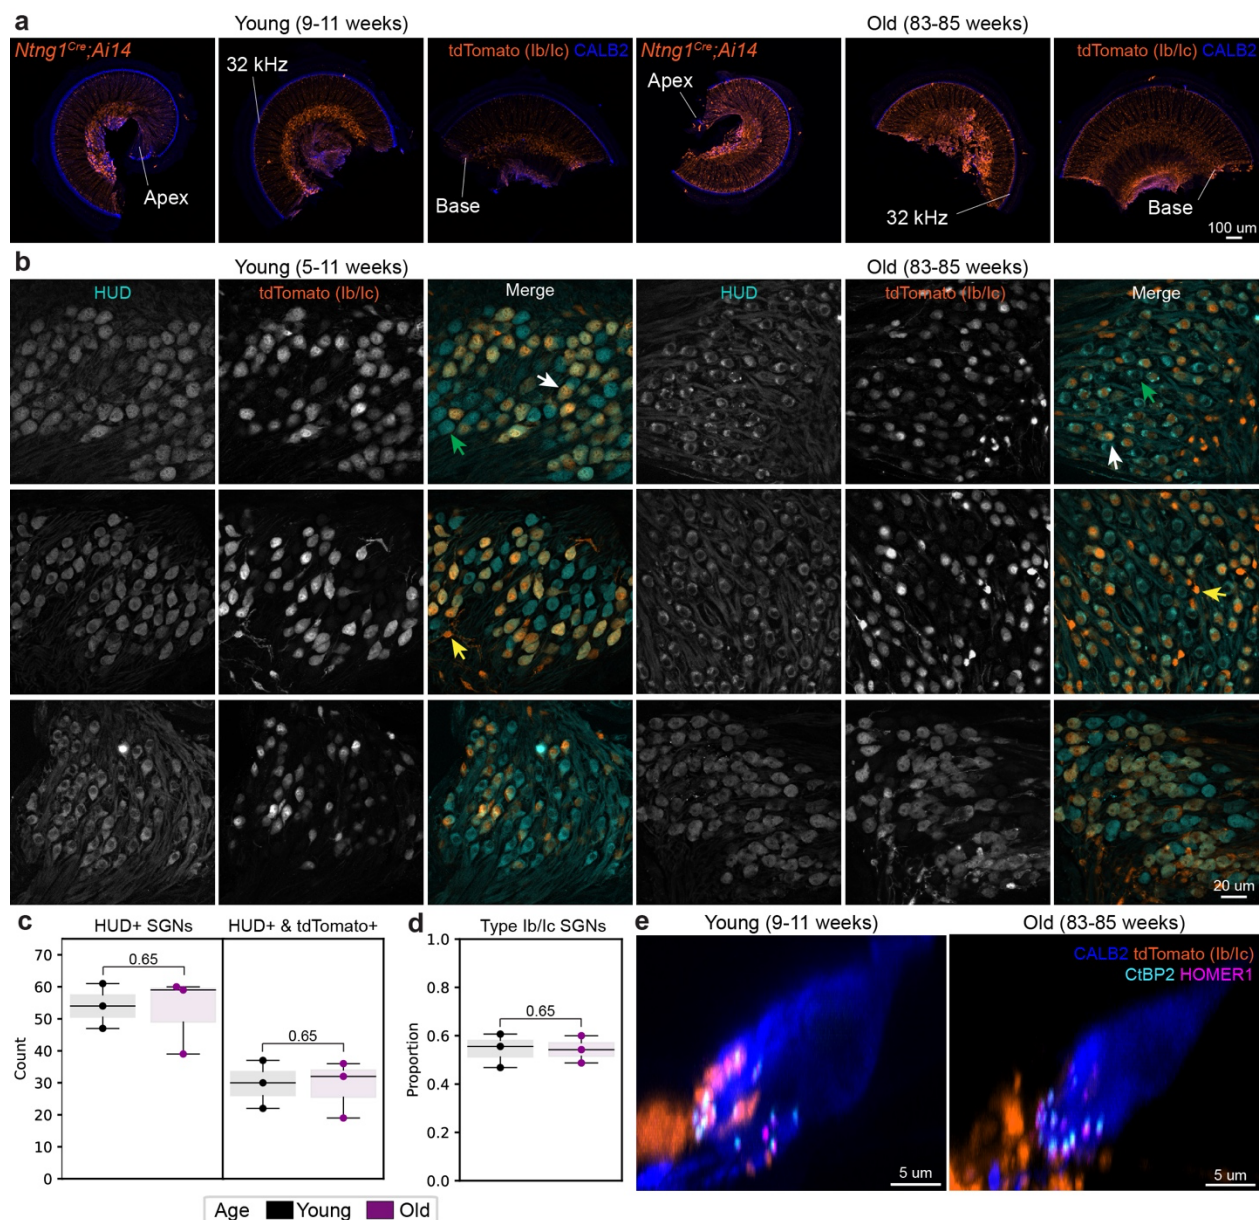 a
Young (9-11 weeks)
Old (83-85 weeks)
Ntng1Cre;Ai14
32 kHz
tdTomato (Ib/Ic) CALB2
Ntng1Cre;Ai14
tdTomato (Ib/Ic) CALB2
Apex
Apex
Base
32 kHz
Base
100 um
b
Young (5-11 weeks)
Old (83-85 weeks)
HUD
tdTomato (Ib/Ic)
Merge
HUD
tdTomato (Ib/Ic)
Merge
20 um
c
HUD+ SGNs
HUD+ & tdTomato+
Count
70
60
50
40
30
20
10
0
0.65
0.65
Age
Young
Old
d
Type Ib/Ic SGNs
Proportion
1.0
0.8
0.6
0.4
0.2
0.0
0.65
e
Young (9-11 weeks)
Old (83-85 weeks)
CALB2 tdTomato (Ib/Ic)
CtBP2 HOMER1
5 um
5 um